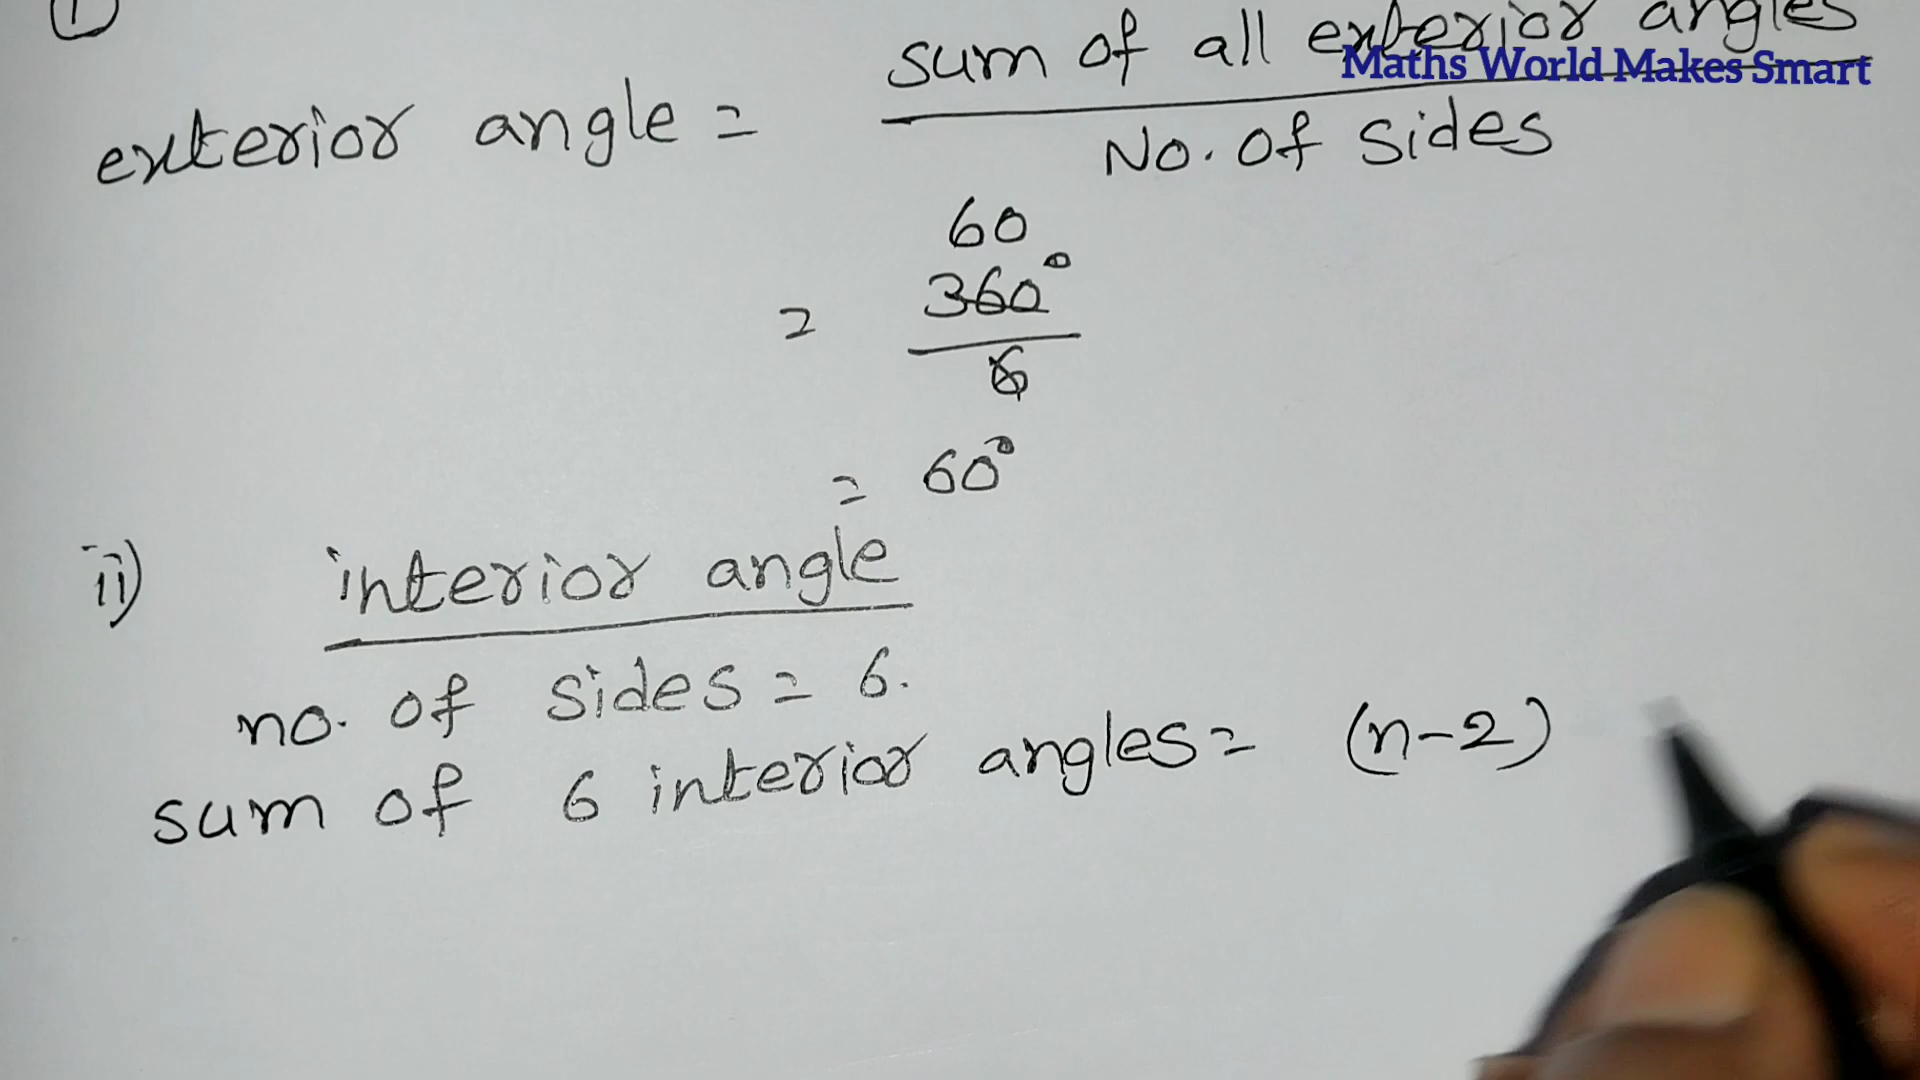 1
sum of all exterior angles
Maths World Makes Smart
exterior angle =
No. of sides
60
= 360°
6
= 60°
ii) interior angle
no. of sides = 6.
sum of 6 interior angles = (n-2)